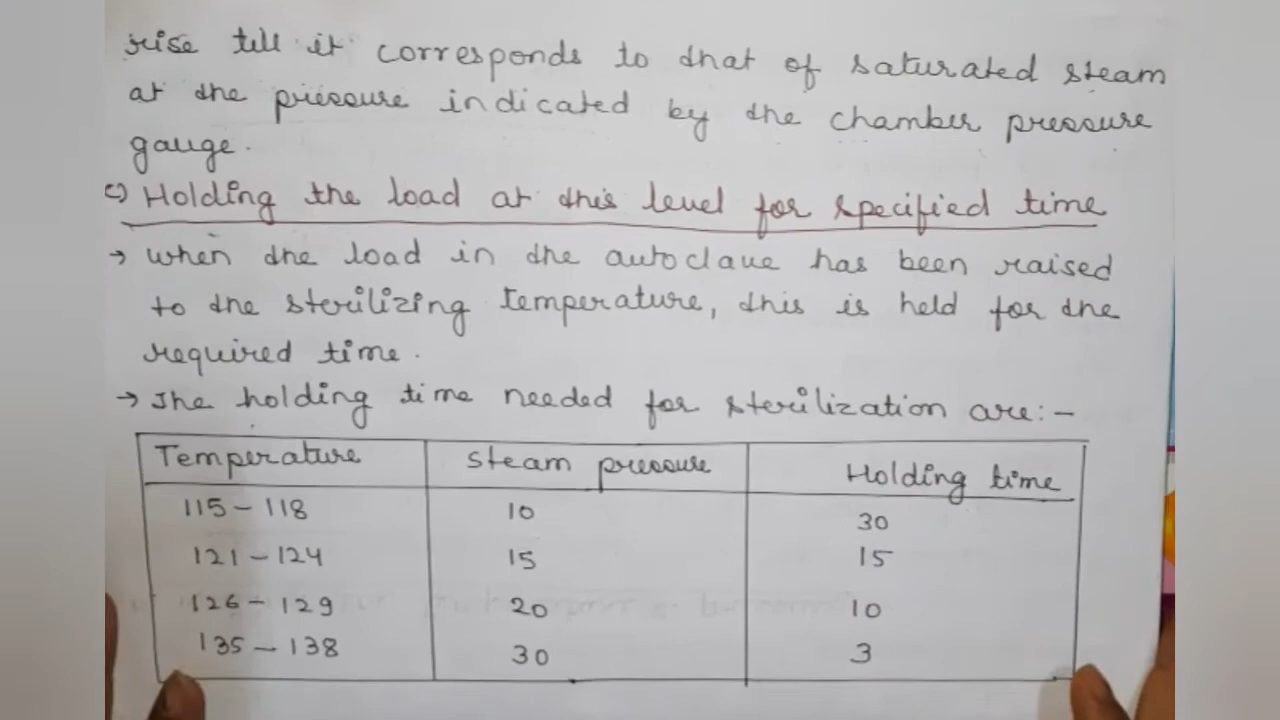 rise till it corresponds to that of saturated steam
at the pressure indicated by the chamber pressure
gauge.
c) Holding the load at this level for specified time
→ When the load in the autoclave has been raised
to the sterilizing temperature, this is held for the
required time.
→ The holding time needed for sterilization are:-
Temperature Steam pressure Holding time
115-118 10 30
121-124 15 15
126-129 20 10
135-138 30 3